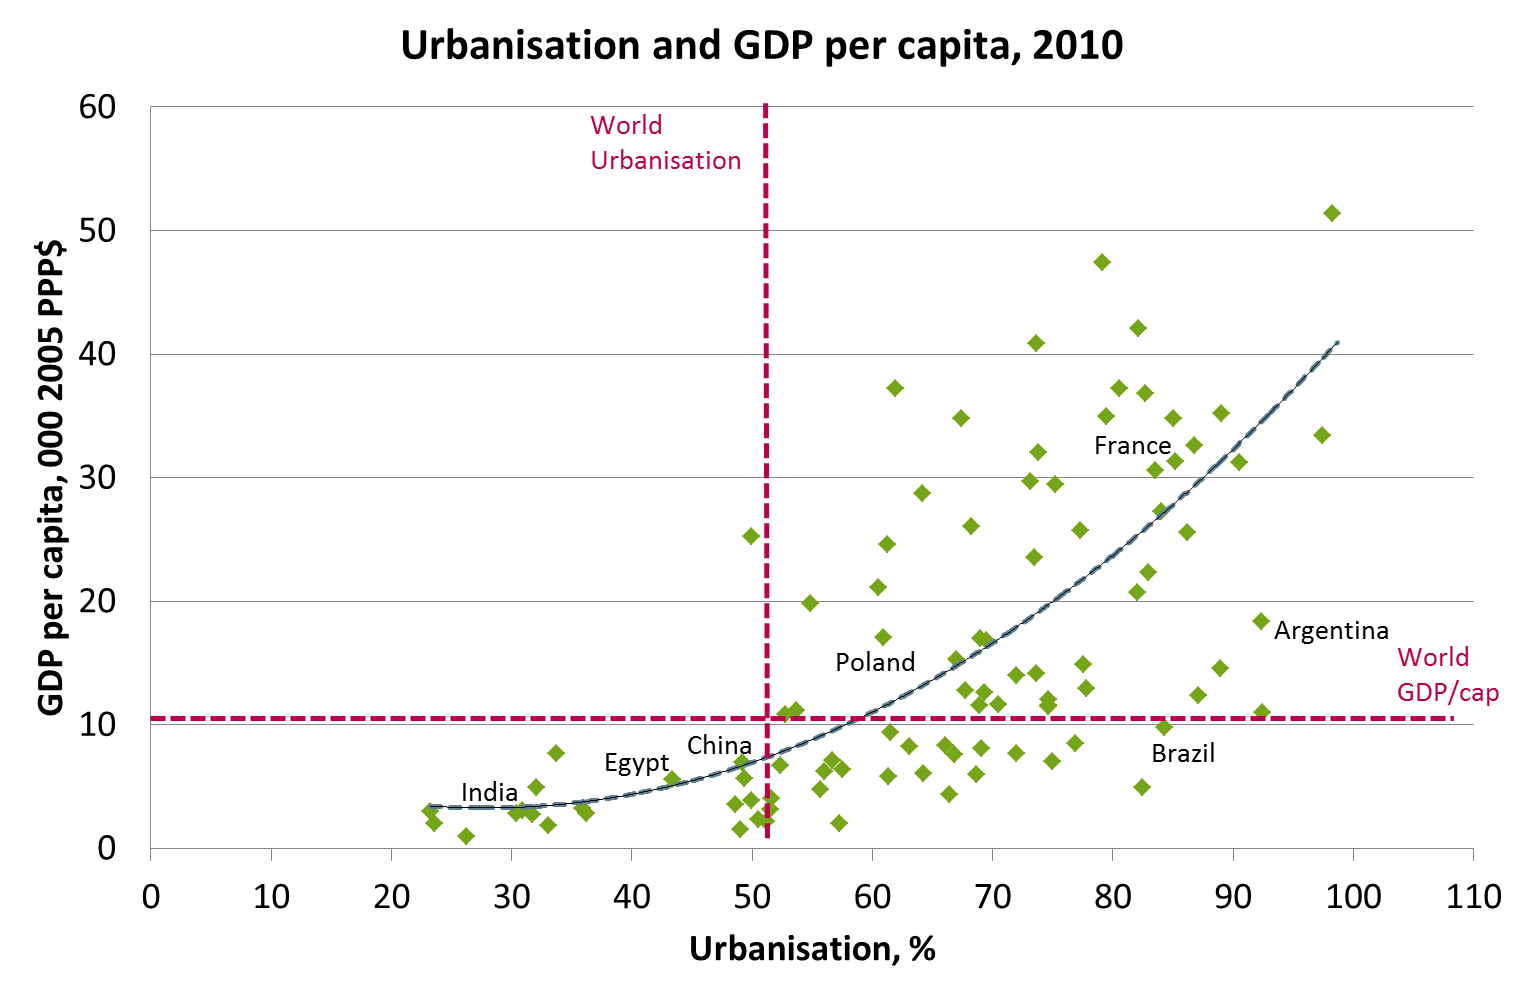 Urbanisation and GDP per capita, 2010
60
50
40
30
20
10
0
GDP per capita, 000 2005 PPP$
World
Urbanisation
France
Argentina
Poland
World
GDP/cap
China
Brazil
Egypt
India
0 10 20 30 40 50 60 70 80 90 100 110
Urbanisation, %